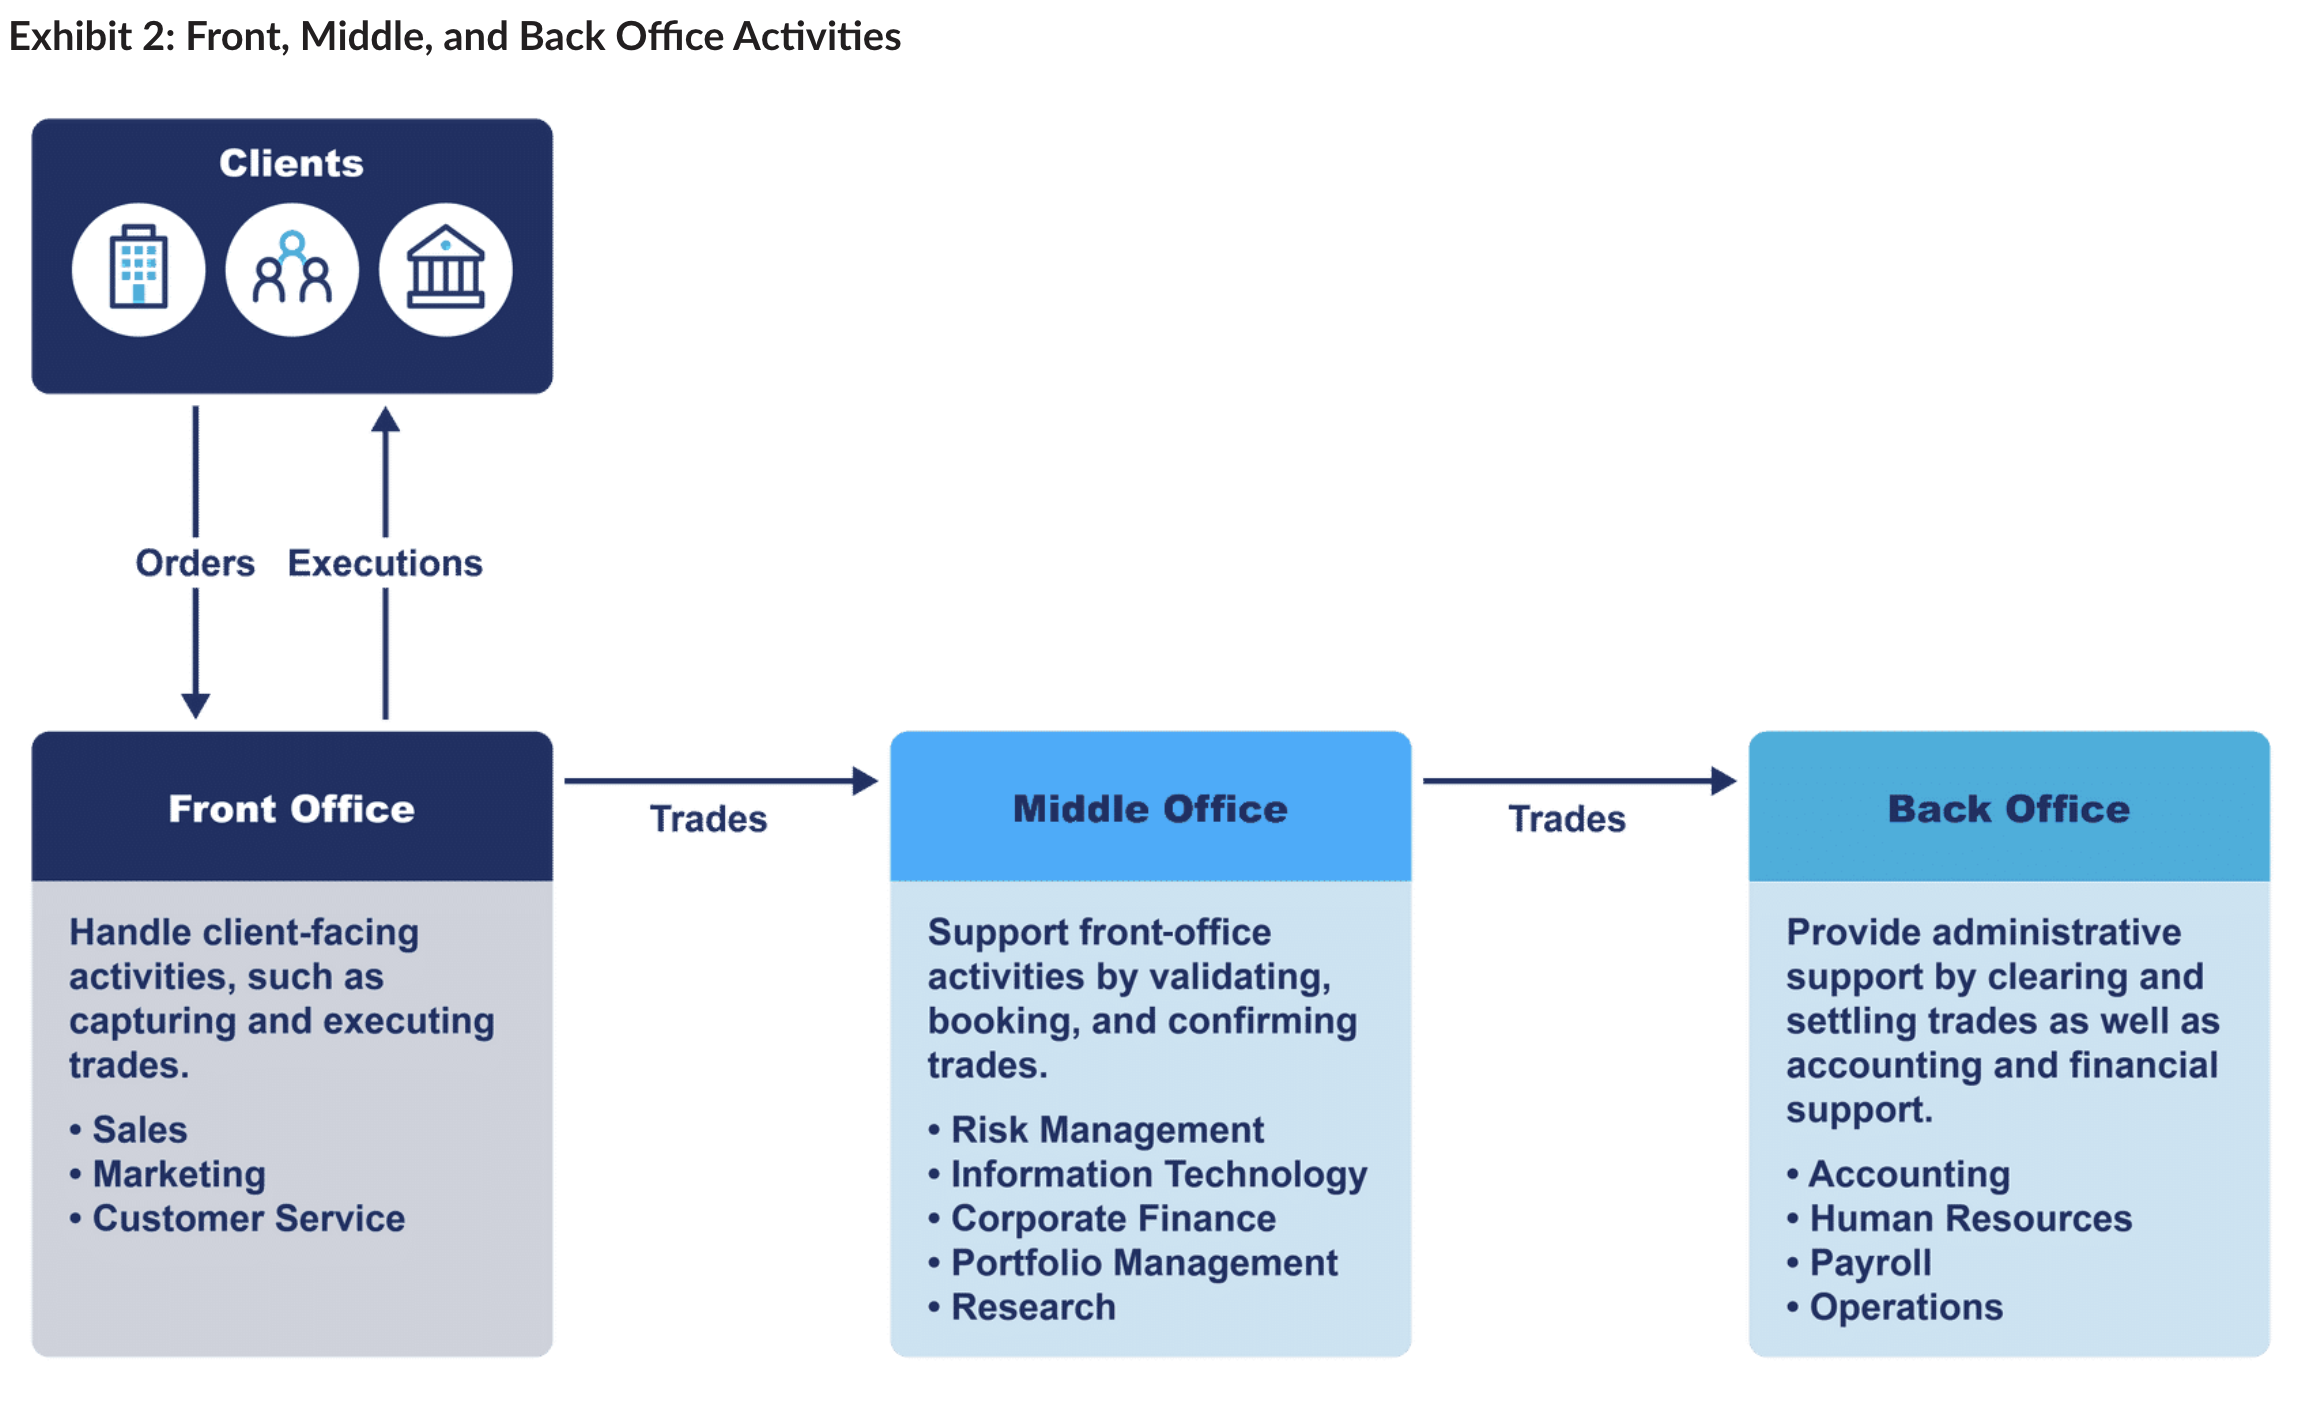 Exhibit 2: Front, Middle, and Back Office Activities
Clients
Orders
Executions
Front Office
Handle client-facing
activities, such as
capturing and executing
trades.
• Sales
• Marketing
• Customer Service
Trades
Middle Office
Support front-office
activities by validating,
booking, and confirming
trades.
• Risk Management
• Information Technology
• Corporate Finance
• Portfolio Management
• Research
Trades
Back Office
Provide administrative
support by clearing and
settling trades as well as
accounting and financial
support.
• Accounting
• Human Resources
• Payroll
• Operations